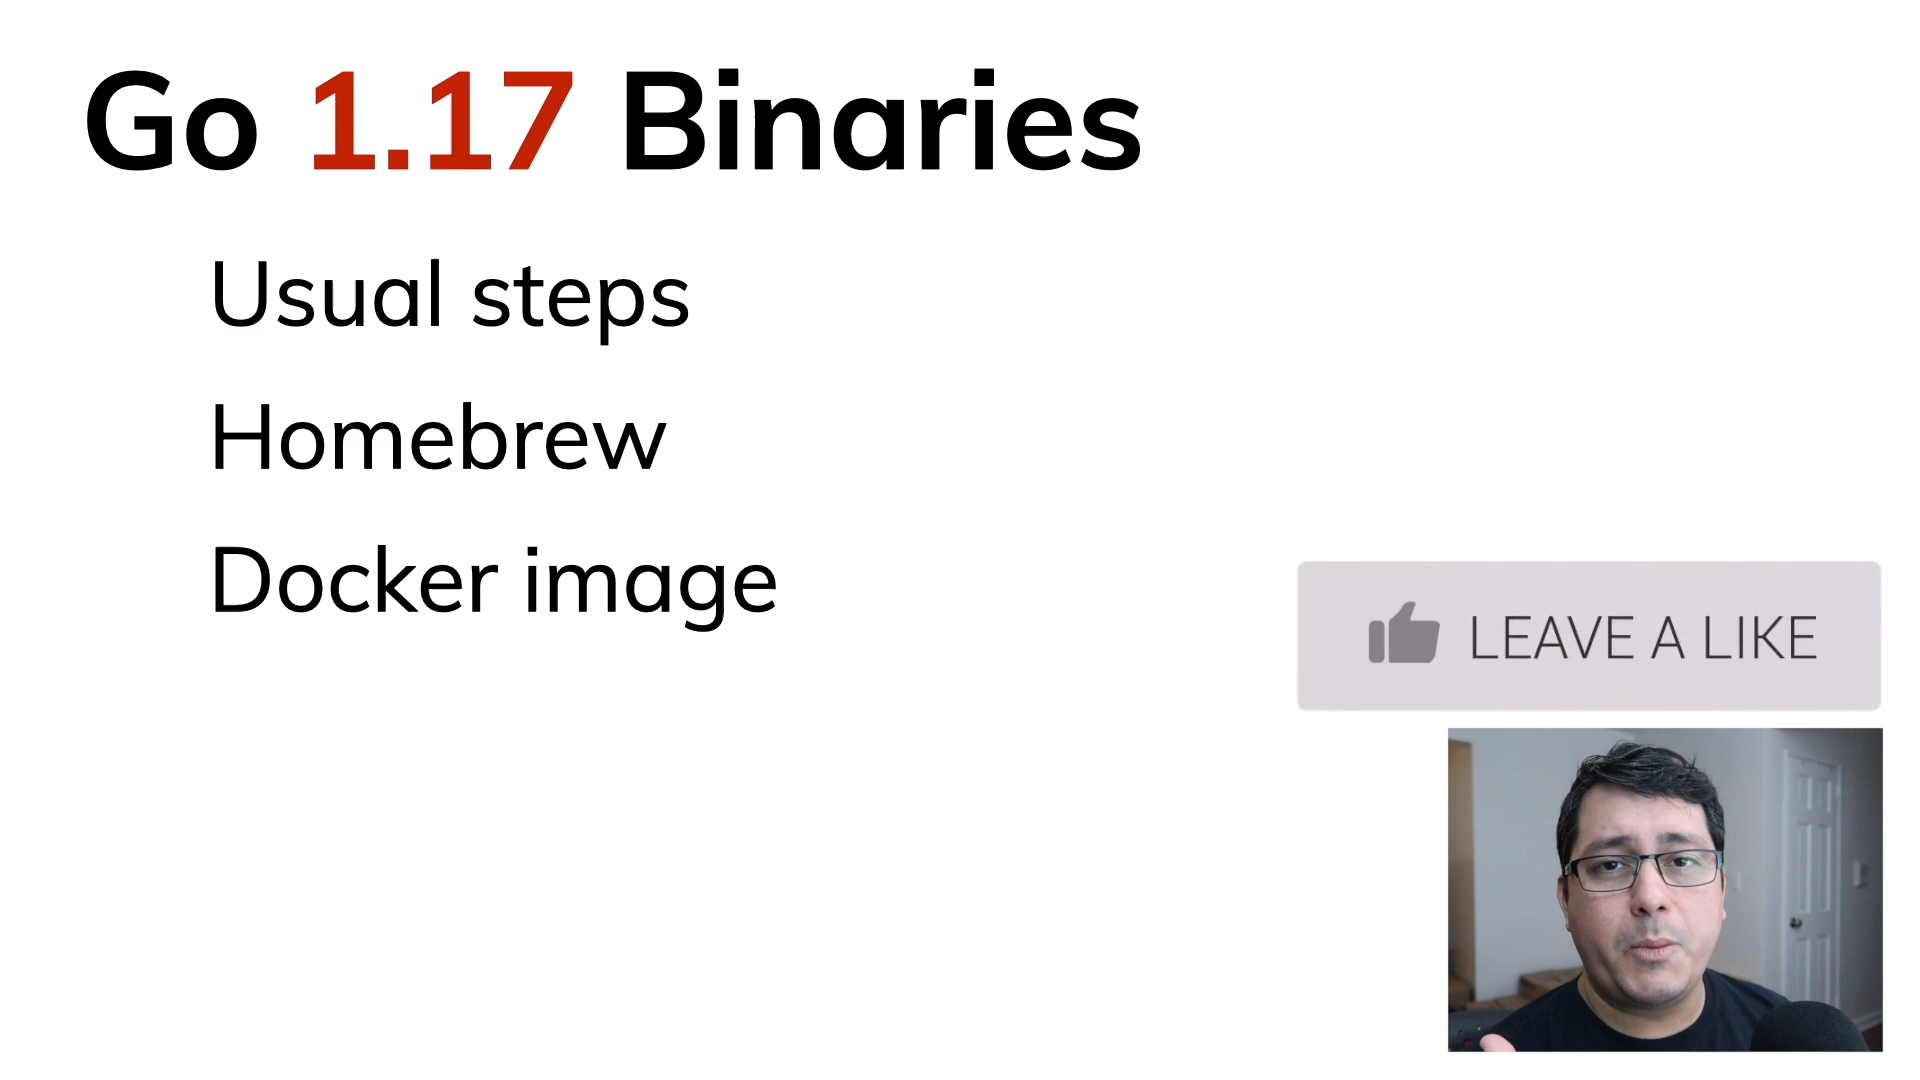 Go 1.17 Binaries
Usual steps
Homebrew
Docker image
LEAVE A LIKE